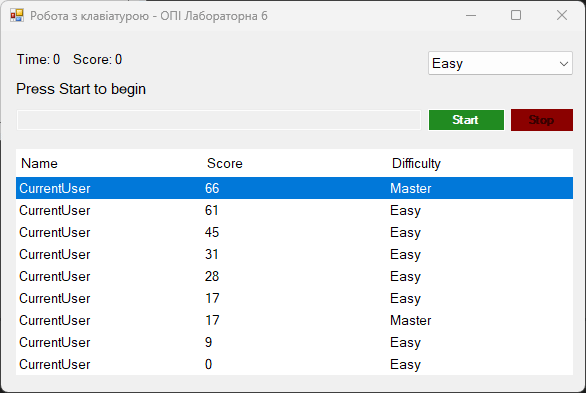 Робота з клавіатурою - ОПІ Лабораторна 6
Time: 0 Score: 0
Easy
Press Start to begin
Start Stop
Name Score Difficulty
CurrentUser 66 Master
CurrentUser 61 Easy
CurrentUser 45 Easy
CurrentUser 31 Easy
CurrentUser 28 Easy
CurrentUser 17 Easy
CurrentUser 17 Master
CurrentUser 9 Easy
CurrentUser 0 Easy